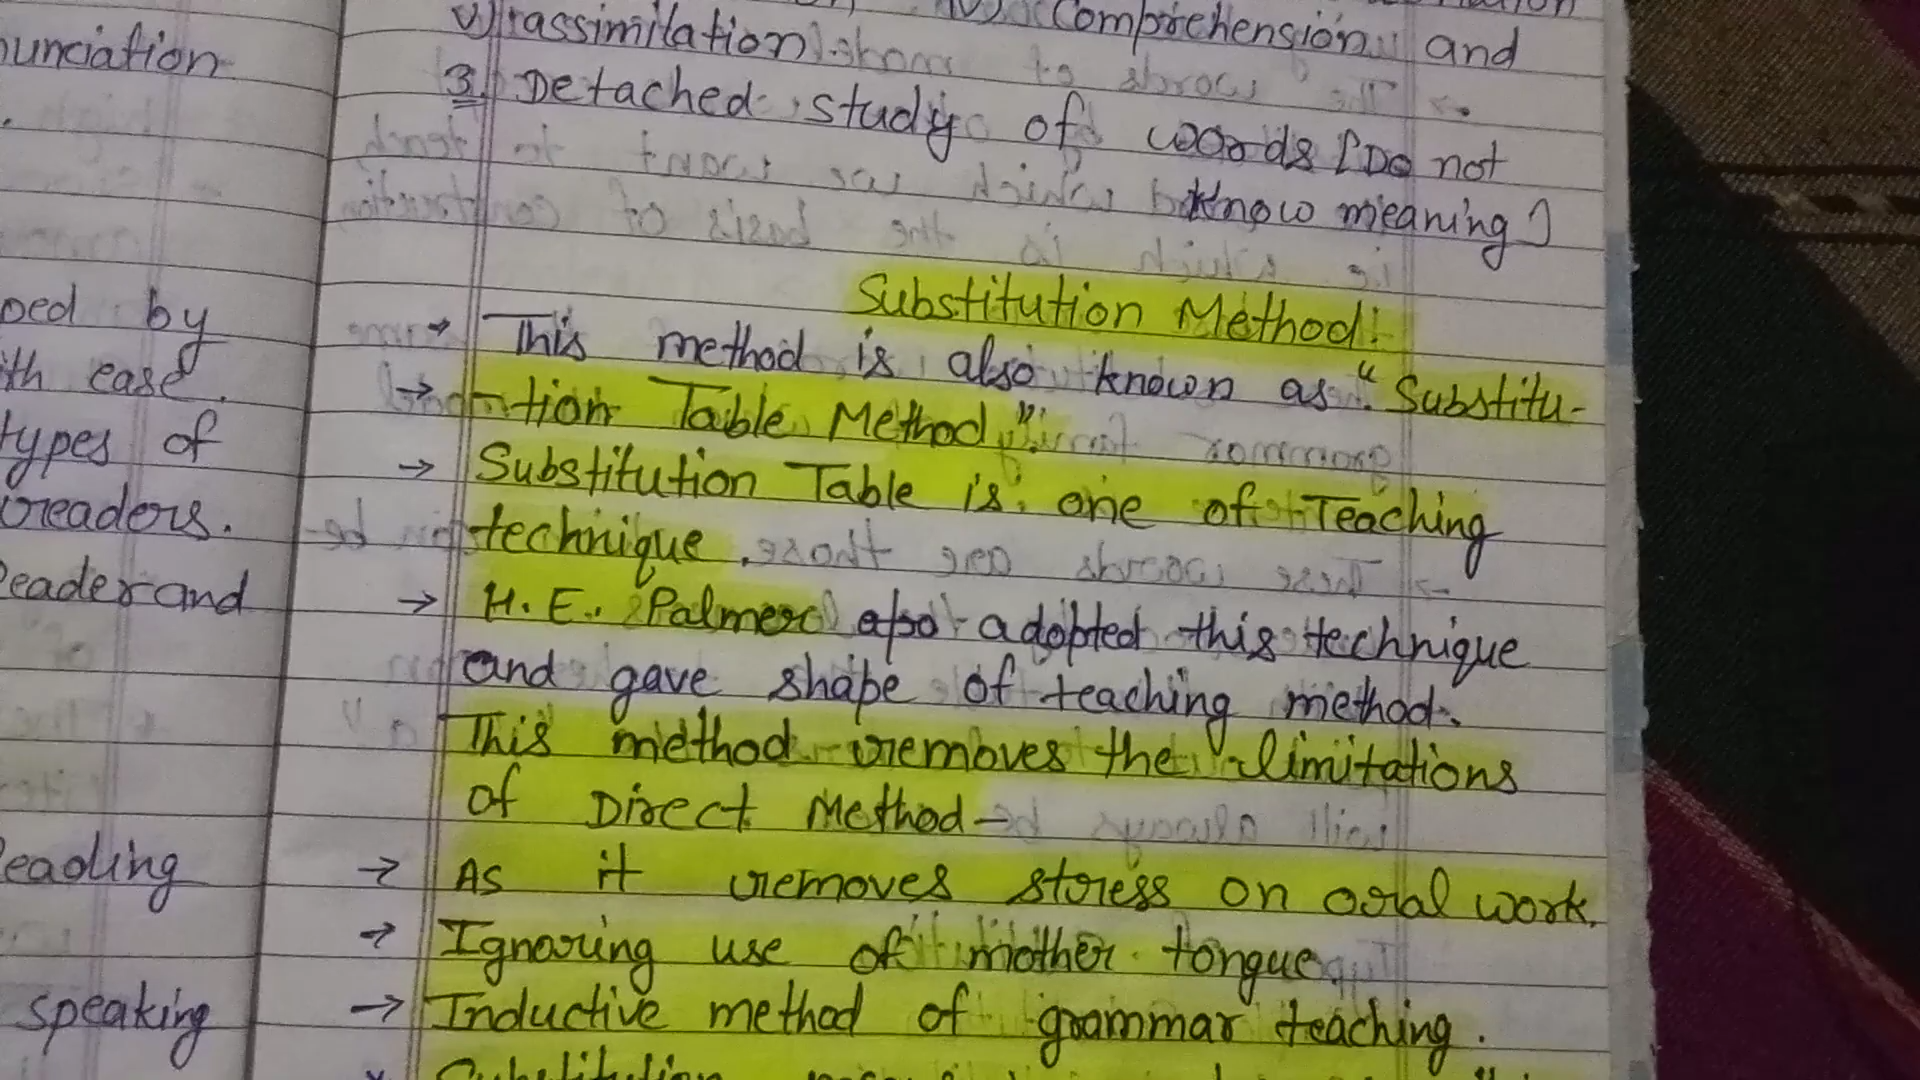 unciation
ped by
ith ease.
types of
readers.
Reader and
Reading
speaking
v) assimilation Comprehension and
3. Detached study of words [Do not
know meaning]
Substitution Method:
→ This method is also known as "Substitu-
tion Table Method".
→ Substitution Table is one of Teaching
technique.
→ H. E. Palmer also adopted this technique
and gave shape of teaching method.
This method removes the limitations
of Direct Method-
→ As it removes stress on oral work.
→ Ignoring use of mother tongue.
→ Inductive method of grammar teaching.
Substitution